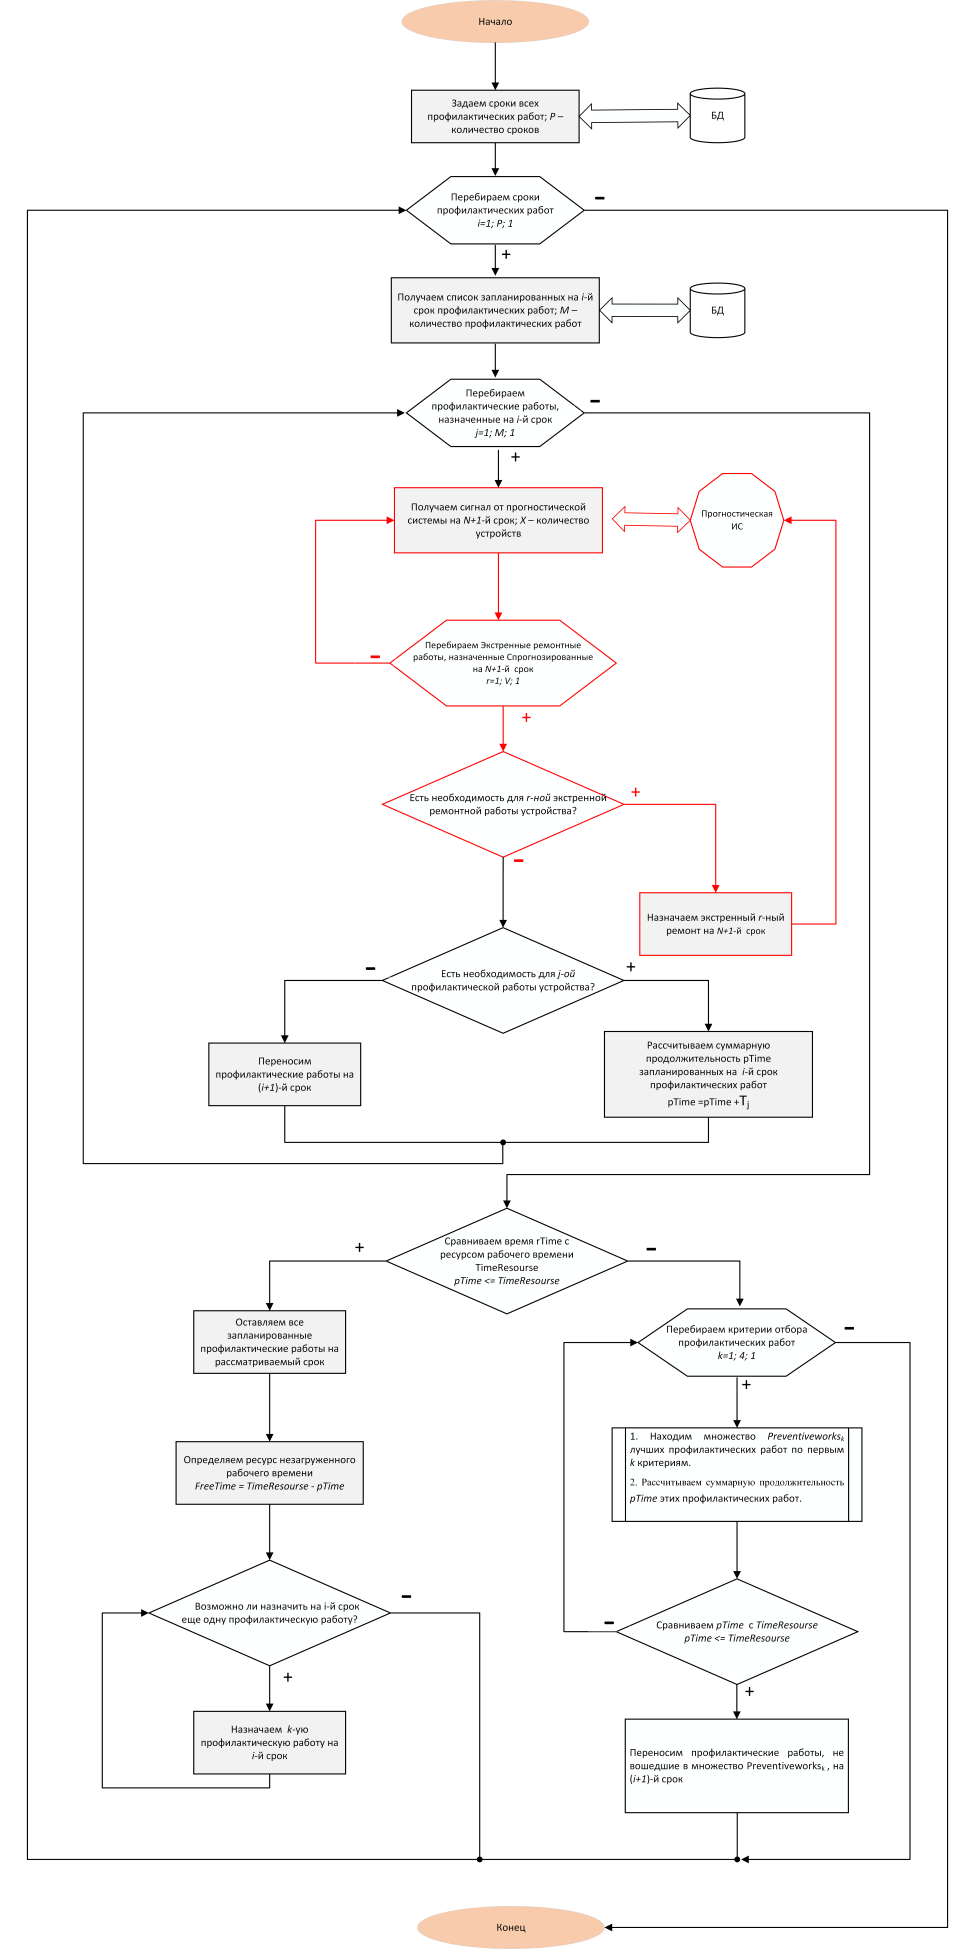 Начало
Задаем сроки всех
профилактических работ; P –
количество сроков
БД
Перебираем сроки
профилактических работ
i=1; P; 1
–
+
Получаем список запланированных на i-й
срок профилактических работ; M –
количество профилактических работ
БД
Перебираем
профилактические работы,
назначенные на i-й срок
j=1; M; 1
–
+
Получаем сигнал от прогностической
системы на N+1-й срок; X – количество
устройств
Прогностическая
ИС
Перебираем Экстренные ремонтные
работы, назначенные Спрогнозированные
на N+1-й срок
r=1; V; 1
–
+
Есть необходимость для r-ной экстренной
ремонтной работы устройства?
+
–
Назначаем экстренный r-ный
ремонт на N+1-й срок
Есть необходимость для j-ой
профилактической работы устройства?
–
+
Переносим
профилактические работы на
(i+1)-й срок
Рассчитываем суммарную
продолжительность pTime
запланированных на i-й срок
профилактических работ
pTime =pTime +Tj
Сравниваем время rTime с
ресурсом рабочего времени
TimeResourse
pTime <= TimeResourse
+
–
Оставляем все
запланированные
профилактические работы на
рассматриваемый срок
Перебираем критерии отбора
профилактических работ
k=1; 4; 1
–
+
Определяем ресурс незагруженного
рабочего времени
FreeTime = TimeResourse - pTime
1. Находим множество Preventiveworksk
лучших профилактических работ по первым
k критериям.
2. Рассчитываем суммарную продолжительность
pTime этих профилактических работ.
Возможно ли назначить на i-й срок
еще одну профилактическую работу?
–
+
Сравниваем pTime с TimeResourse
pTime <= TimeResourse
–
+
Назначаем k-ую
профилактическую работу на
i-й срок
Переносим профилактические работы, не
вошедшие в множество Preventiveworksk , на
(i+1)-й срок
Конец